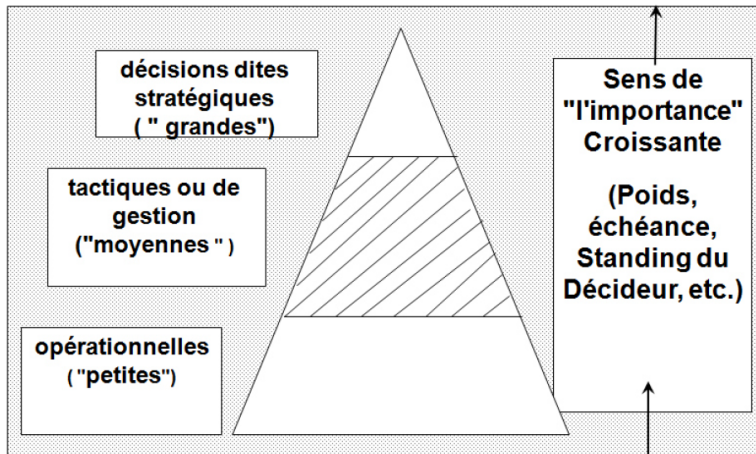 décisions dites
stratégiques
( " grandes")
tactiques ou de
gestion
("moyennes " )
opérationnelles
( "petites")
Sens de
"l'importance"
Croissante
(Poids,
échéance,
Standing du
Décideur, etc.)